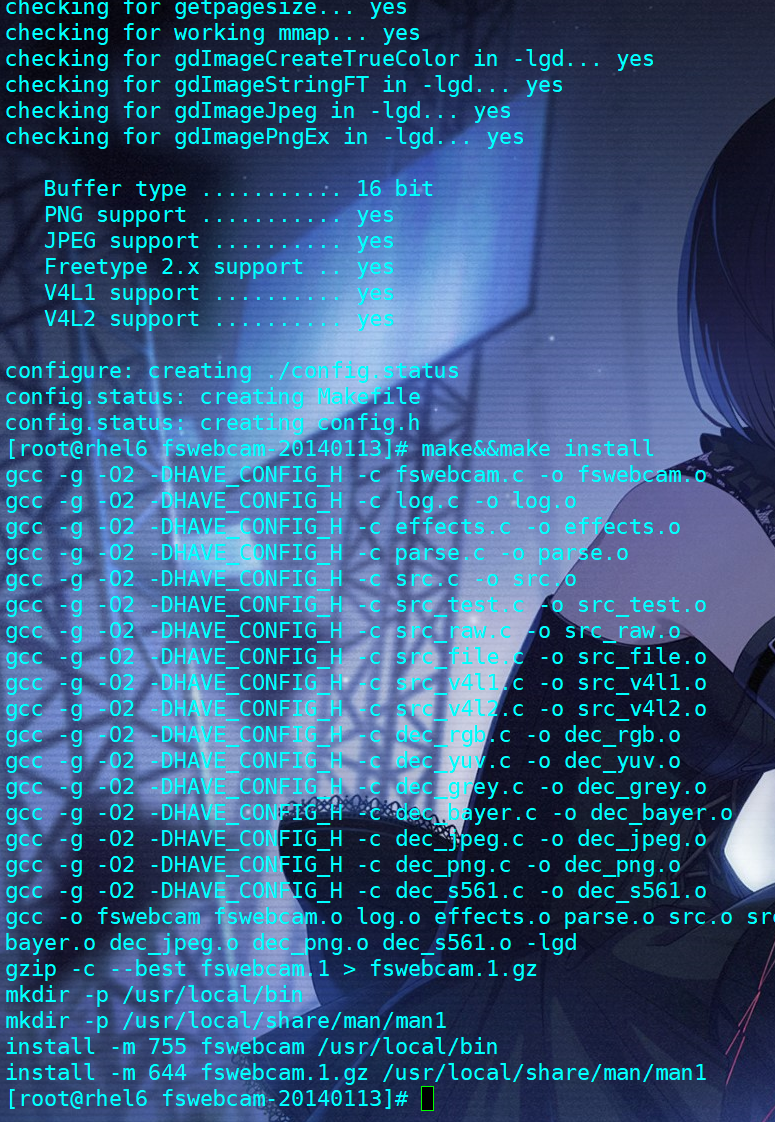 checking for getpagesize... yes
checking for working mmap... yes
checking for gdImageCreateTrueColor in -lgd... yes
checking for gdImageStringFT in -lgd... yes
checking for gdImageJpeg in -lgd... yes
checking for gdImagePngEx in -lgd... yes
Buffer type ........... 16 bit
PNG support ........... yes
JPEG support .......... yes
Freetype 2.x support .. yes
V4L1 support .......... yes
V4L2 support .......... yes
configure: creating ./config.status
config.status: creating Makefile
config.status: creating config.h
[root@rhel6 fswebcam-20140113]# make&&make install
gcc -g -O2 -DHAVE_CONFIG_H -c fswebcam.c -o fswebcam.o
gcc -g -O2 -DHAVE_CONFIG_H -c log.c -o log.o
gcc -g -O2 -DHAVE_CONFIG_H -c effects.c -o effects.o
gcc -g -O2 -DHAVE_CONFIG_H -c parse.c -o parse.o
gcc -g -O2 -DHAVE_CONFIG_H -c src.c -o src.o
gcc -g -O2 -DHAVE_CONFIG_H -c src_test.c -o src_test.o
gcc -g -O2 -DHAVE_CONFIG_H -c src_raw.c -o src_raw.o
gcc -g -O2 -DHAVE_CONFIG_H -c src_file.c -o src_file.o
gcc -g -O2 -DHAVE_CONFIG_H -c src_v4l1.c -o src_v4l1.o
gcc -g -O2 -DHAVE_CONFIG_H -c src_v4l2.c -o src_v4l2.o
gcc -g -O2 -DHAVE_CONFIG_H -c dec_rgb.c -o dec_rgb.o
gcc -g -O2 -DHAVE_CONFIG_H -c dec_yuv.c -o dec_yuv.o
gcc -g -O2 -DHAVE_CONFIG_H -c dec_grey.c -o dec_grey.o
gcc -g -O2 -DHAVE_CONFIG_H -c dec_bayer.c -o dec_bayer.o
gcc -g -O2 -DHAVE_CONFIG_H -c dec_jpeg.c -o dec_jpeg.o
gcc -g -O2 -DHAVE_CONFIG_H -c dec_png.c -o dec_png.o
gcc -g -O2 -DHAVE_CONFIG_H -c dec_s561.c -o dec_s561.o
gcc -o fswebcam fswebcam.o log.o effects.o parse.o src.o src
bayer.o dec_jpeg.o dec_png.o dec_s561.o -lgd
gzip -c --best fswebcam.1 > fswebcam.1.gz
mkdir -p /usr/local/bin
mkdir -p /usr/local/share/man/man1
install -m 755 fswebcam /usr/local/bin
install -m 644 fswebcam.1.gz /usr/local/share/man/man1
[root@rhel6 fswebcam-20140113]#